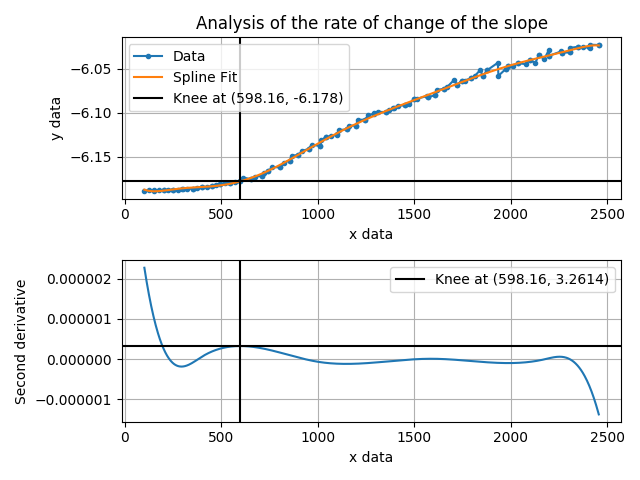 Analysis of the rate of change of the slope
y data
−6.05
−6.10
−6.15
Data
Spline Fit
Knee at (598.16, -6.178)
0
500
1000
1500
2000
2500
x data
Second derivative
0.000002
0.000001
0.000000
−0.000001
Knee at (598.16, 3.2614)
0
500
1000
1500
2000
2500
x data